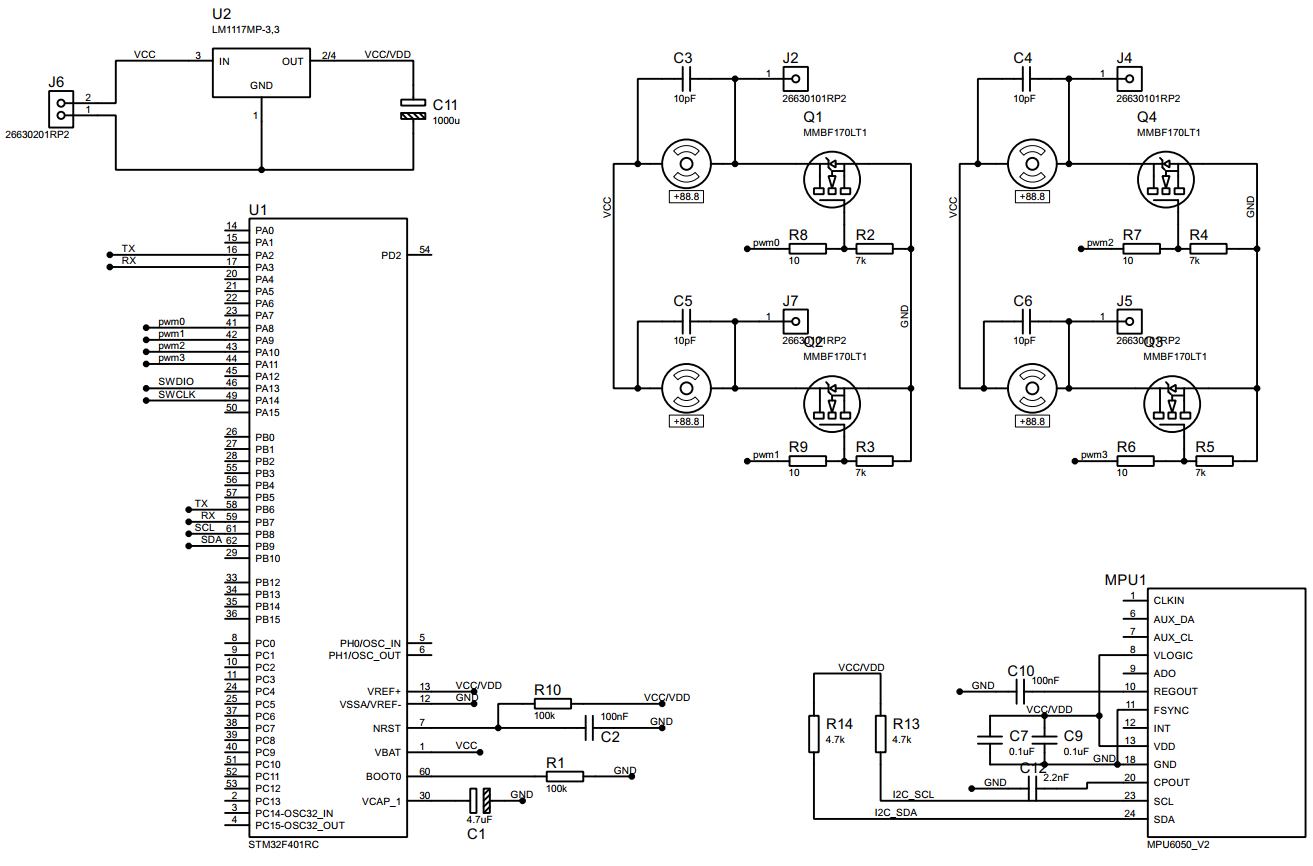 U2
LM1117MP-3,3
VCC
3
IN
OUT
2/4
VCC/VDD
GND
1
J6
2
1
26630201RP2
C11
1000u
C3
10pF
J2
1
26630101RP2
Q1
MMBF170LT1
+88.8
VCC
pwm0
R8
10
R2
7k
GND
C5
10pF
J7
1
26630101RP2
Q2
MMBF170LT1
+88.8
pwm1
R9
10
R3
7k
C4
10pF
J4
1
26630101RP2
Q4
MMBF170LT1
+88.8
VCC
GND
pwm2
R7
10
R4
7k
C6
10pF
J5
1
26630101RP2
Q3
MMBF170LT1
+88.8
pwm3
R6
10
R5
7k
U1
14 PA0
15 PA1
TX 16 PA2
RX 17 PA3
20 PA4
21 PA5
22 PA6
23 PA7
pwm0 41 PA8
pwm1 42 PA9
pwm2 43 PA10
pwm3 44 PA11
45 PA12
SWDIO 46 PA13
SWCLK 49 PA14
50 PA15
26 PB0
27 PB1
28 PB2
55 PB3
56 PB4
57 PB5
TX 58 PB6
RX 59 PB7
SCL 61 PB8
SDA 62 PB9
29 PB10
33 PB12
34 PB13
35 PB14
36 PB15
8 PC0
9 PC1
10 PC2
11 PC3
24 PC4
25 PC5
37 PC6
38 PC7
39 PC8
40 PC9
51 PC10
52 PC11
53 PC12
2 PC13
3 PC14-OSC32_IN
4 PC15-OSC32_OUT
STM32F401RC
PD2 54
PH0/OSC_IN 5
PH1/OSC_OUT 6
VREF+ 13 VCC/VDD
VSSA/VREF- 12 GND
NRST 7
VBAT 1 VCC
BOOT0 60
VCAP_1 30
R10
100k
VCC/VDD
100nF
C2
GND
R1
100k
GND
4.7uF
C1
GND
MPU1
1 CLKIN
6 AUX_DA
7 AUX_CL
8 VLOGIC
9 ADO
10 REGOUT
11 FSYNC
12 INT
13 VDD
18 GND
20 CPOUT
23 SCL
24 SDA
MPU6050_V2
C10
100nF
GND
VCC/VDD
C7
0.1uF
C9
0.1uF
GND
C12
2.2nF
GND
VCC/VDD
R14
4.7k
R13
4.7k
I2C_SCL
I2C_SDA